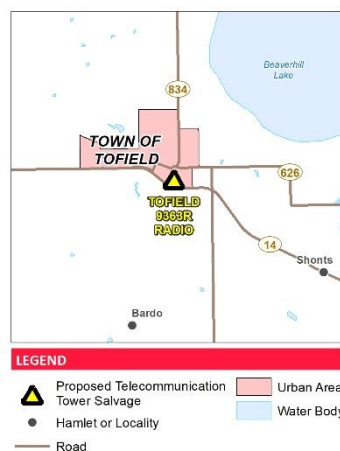 Beaverhill
Lake
834
TOWN OF
TOFIELD
626
TOFIELD
9363R
RADIO
14
Shonts
Bardo
LEGEND
Proposed Telecommunication
Tower Salvage
Hamlet or Locality
Road
Urban Area
Water Body